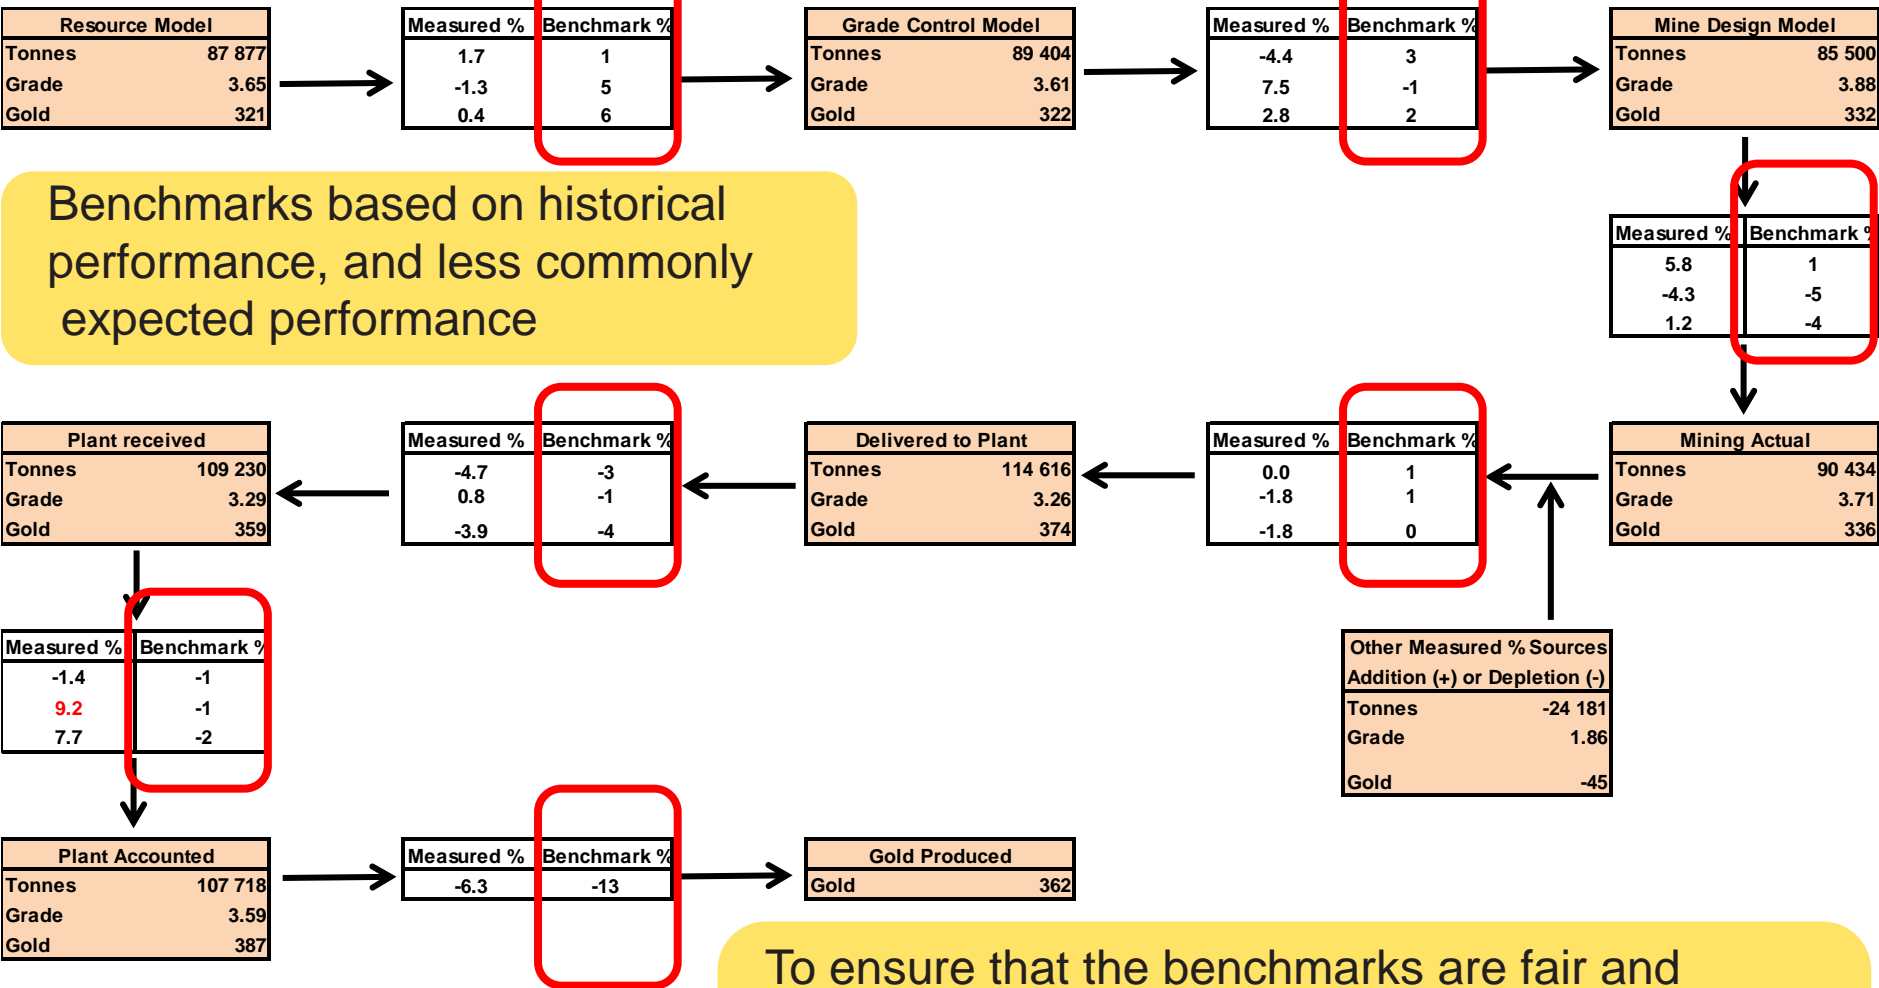 Resource Model
Tonnes 87 877
Grade 3.65
Gold 321
Measured % Benchmark %
1.7 1
-1.3 5
0.4 6
Grade Control Model
Tonnes 89 404
Grade 3.61
Gold 322
Measured % Benchmark %
-4.4 3
7.5 -1
2.8 2
Mine Design Model
Tonnes 85 500
Grade 3.88
Gold 332
Benchmarks based on historical
performance, and less commonly
expected performance
Measured % Benchmark %
5.8 1
-4.3 -5
1.2 -4
Plant received
Tonnes 109 230
Grade 3.29
Gold 359
Measured % Benchmark %
-4.7 -3
0.8 -1
-3.9 -4
Delivered to Plant
Tonnes 114 616
Grade 3.26
Gold 374
Measured % Benchmark %
0.0 1
-1.8 1
-1.8 0
Mining Actual
Tonnes 90 434
Grade 3.71
Gold 336
Measured % Benchmark %
-1.4 -1
9.2 -1
7.7 -2
Other Measured % Sources
Addition (+) or Depletion (-)
Tonnes -24 181
Grade 1.86
Gold -45
Plant Accounted
Tonnes 107 718
Grade 3.59
Gold 387
Measured % Benchmark %
-6.3 -13
Gold Produced
Gold 362
To ensure that the benchmarks are fair and